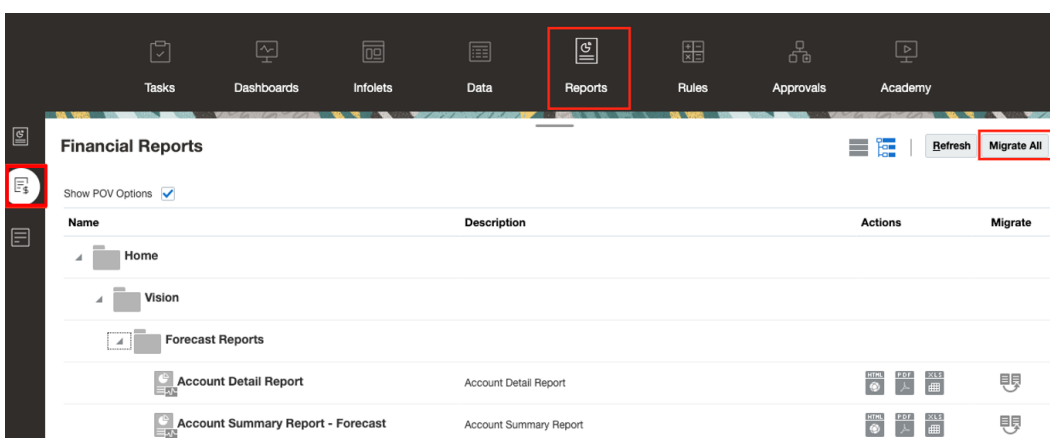 Tasks Dashboards Infolets Data Reports Rules Approvals Academy
Financial Reports Refresh Migrate All
Show POV Options
Name Description Actions Migrate
Home
Vision
Forecast Reports
Account Detail Report Account Detail Report HTML PDF XLS
Account Summary Report - Forecast Account Summary Report HTML PDF XLS